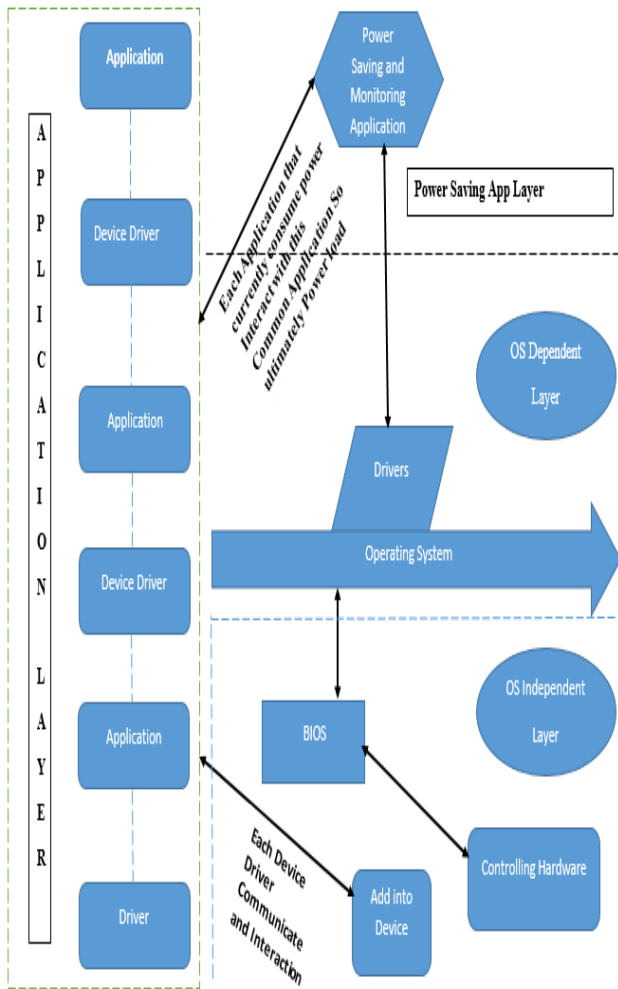 A
P
P
L
I
C
A
T
I
O
N
L
A
Y
E
R
Application
Device Driver
Application
Device Driver
Application
Driver
Power
Saving and
Monitoring
Application
Each Application that
currently consume power
Interact with this
Common Application So
ultimately Power load
Power Saving App Layer
OS Dependent
Layer
Drivers
Operating System
OS Independent
Layer
BIOS
Controlling Hardware
Each Device
Driver
Communicate
and Interaction
Add into
Device